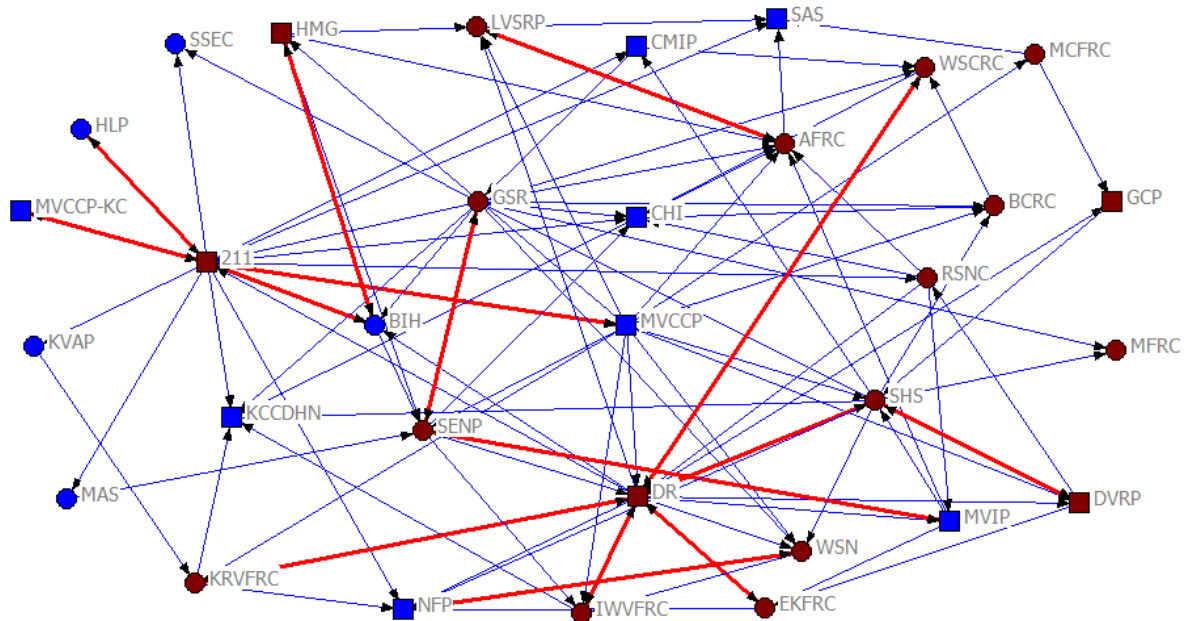 SAS
LVSRP
HMG
SSEC
CMIP
MCFRC
WSCRC
HLP
AFRC
GSR
GCP
BCRC
MVCCP-KC
CHI
211
RSNC
BIH
MVCCP
KVAP
MFRC
SHS
KCCDHN
SENP
MAS
DR
DVRP
MVIP
WSN
KRVFRC
NFP
IWVFRC
EKFRC